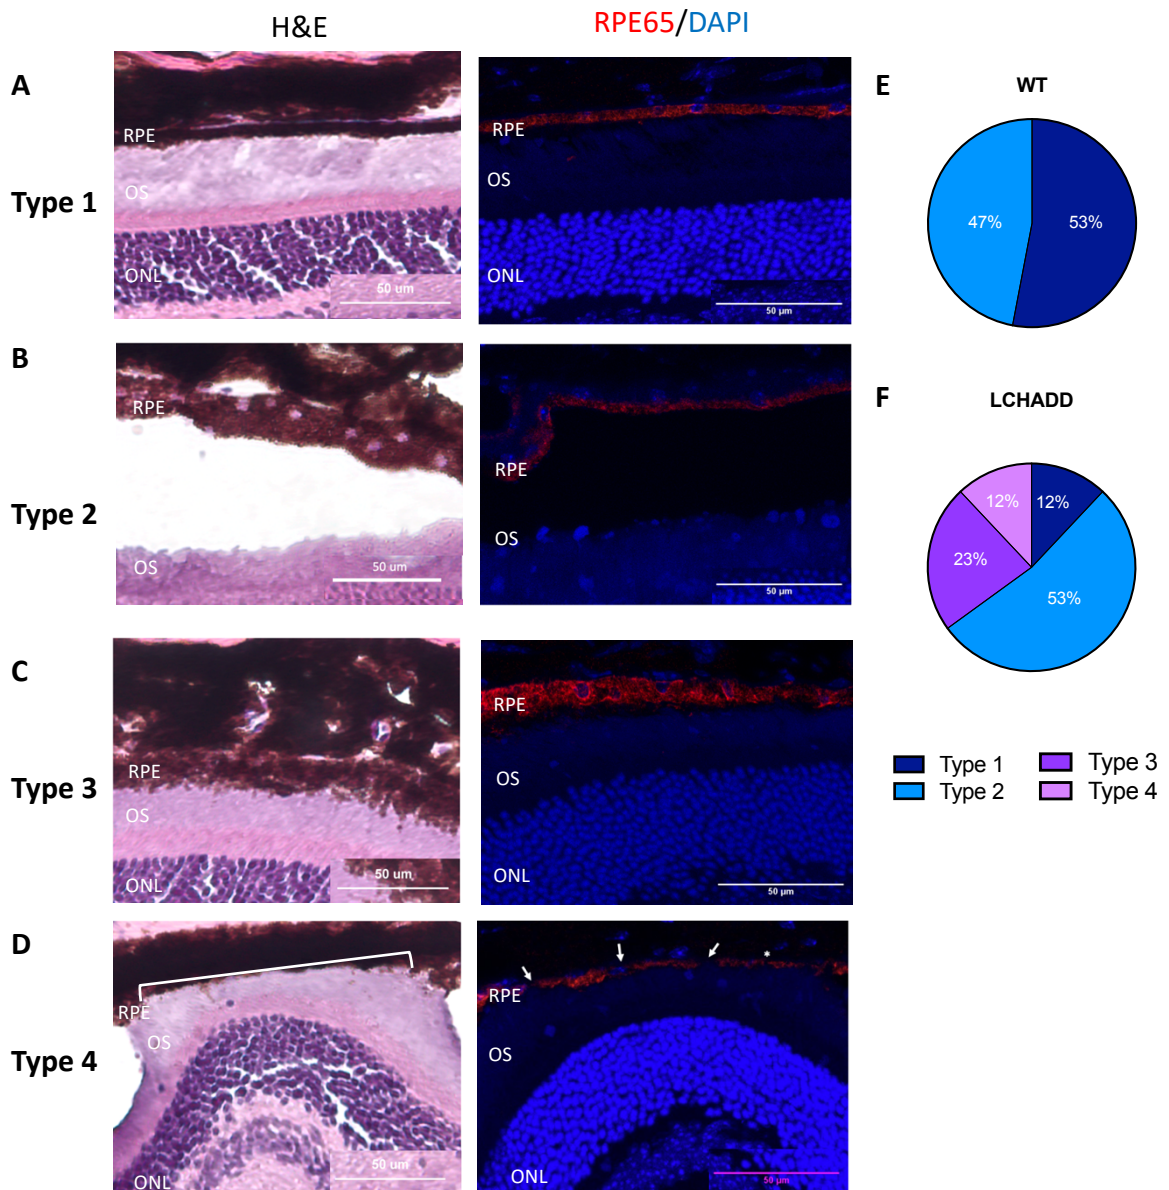 H&E
RPE65/DAPI
A
Type 1
RPE
OS
ONL
50 um
RPE
OS
ONL
50 µm
B
Type 2
RPE
OS
50 um
RPE
OS
50 µm
C
Type 3
RPE
OS
ONL
50 um
RPE
OS
ONL
50 µm
D
Type 4
RPE
OS
ONL
50 um
*
RPE
OS
ONL
50 µm
E
WT
47%
53%
F
LCHADD
12%
12%
23%
53%
Type 1
Type 3
Type 2
Type 4